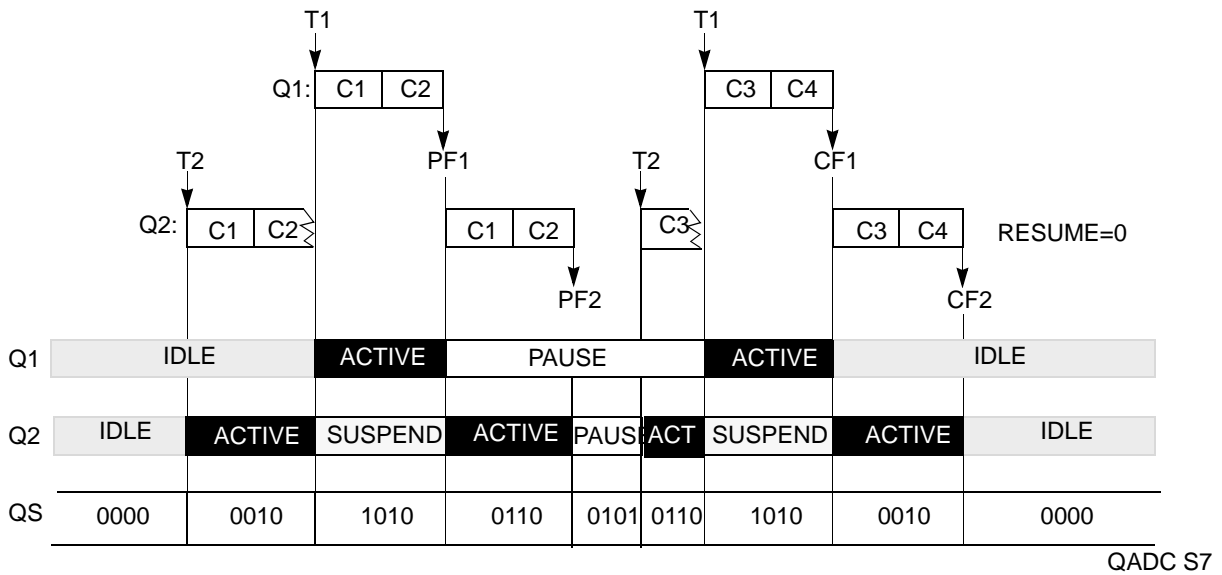 T1 T1
Q1: C1 C2 C3 C4
T2 PF1 T2 CF1
Q2: C1 C2 C1 C2 C3 C3 C4 RESUME=0
PF2 CF2
Q1 IDLE ACTIVE PAUSE ACTIVE IDLE
Q2 IDLE ACTIVE SUSPEND ACTIVE PAUSE ACT SUSPEND ACTIVE IDLE
QS 0000 0010 1010 0110 0101 0110 1010 0010 0000
QADC S7